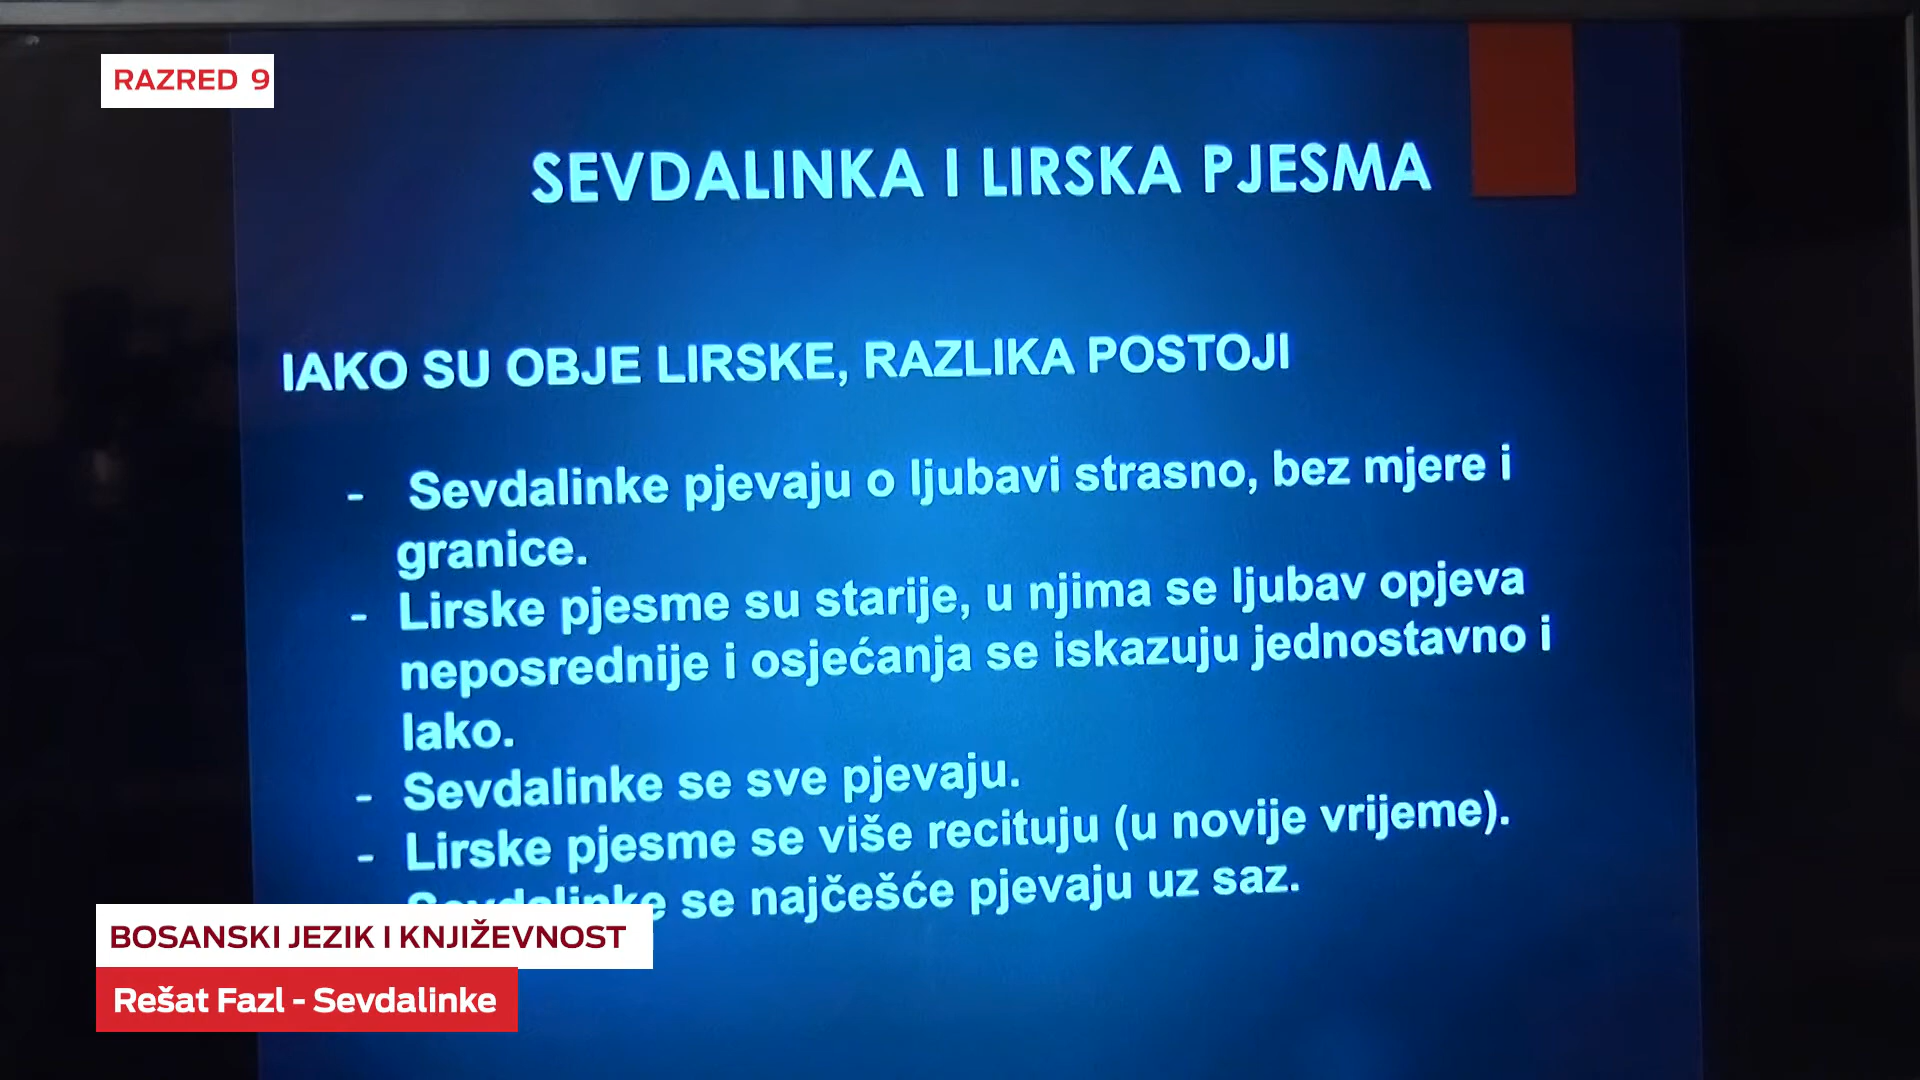 RAZRED 9
SEVDALINKA I LIRSKA PJESMA
IAKO SU OBJE LIRSKE, RAZLIKA POSTOJI
- Sevdalinke pjevaju o ljubavi strasno, bez mjere i
granice.
- Lirske pjesme su starije, u njima se ljubav opjeva
neposrednije i osjećanja se iskazuju jednostavno i
lako.
- Sevdalinke se sve pjevaju.
- Lirske pjesme se više recituju (u novije vrijeme).
Sevdalinke se najčešće pjevaju uz saz.
BOSANSKI JEZIK I KNJIŽEVNOST
Rešat Fazl - Sevdalinke